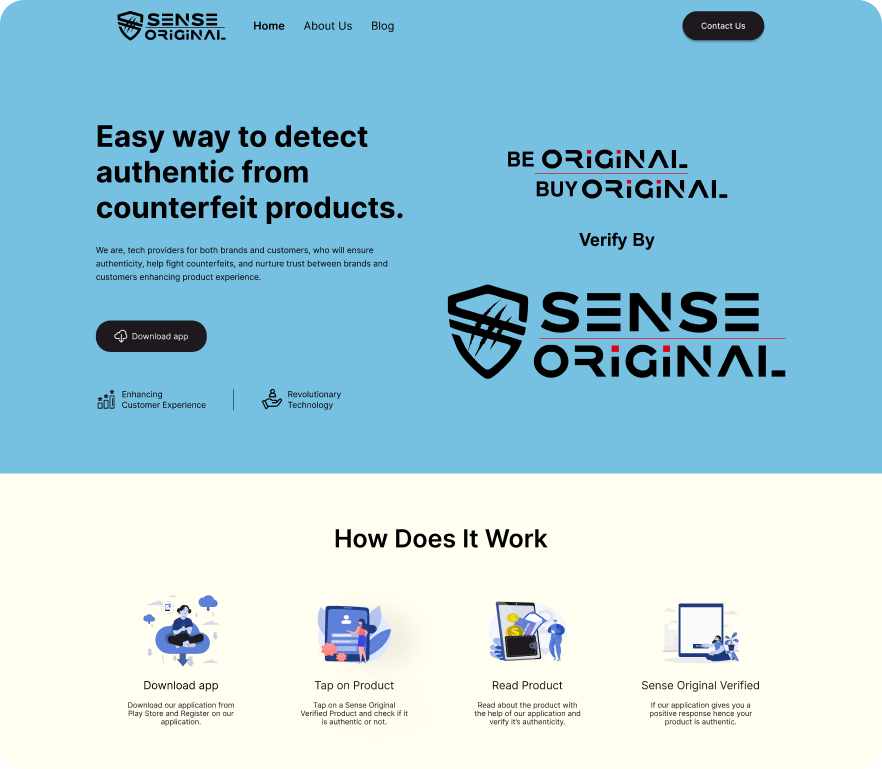 SENSE
ORiGiNAL
Home About Us Blog
Contact Us
Easy way to detect
authentic from
counterfeit products.
We are, tech providers for both brands and customers, who will ensure
authenticity, help fight counterfeits, and nurture trust between brands and
customers enhancing product experience.
Download app
Enhancing
Customer Experience
Revolutionary
Technology
BE ORiGiNAL
BUY ORiGiNAL
Verify By
SENSE
ORiGiNAL
How Does It Work
Download app
Download our application from
Play Store and Register on our
application.
Tap on Product
Tap on a Sense Original
Verified Product and check if it
is authentic or not.
Read Product
Read about the product with
the help of our application and
verify it's authenticity.
Sense Original Verified
If our application gives you a
positive response hence your
product is authentic.